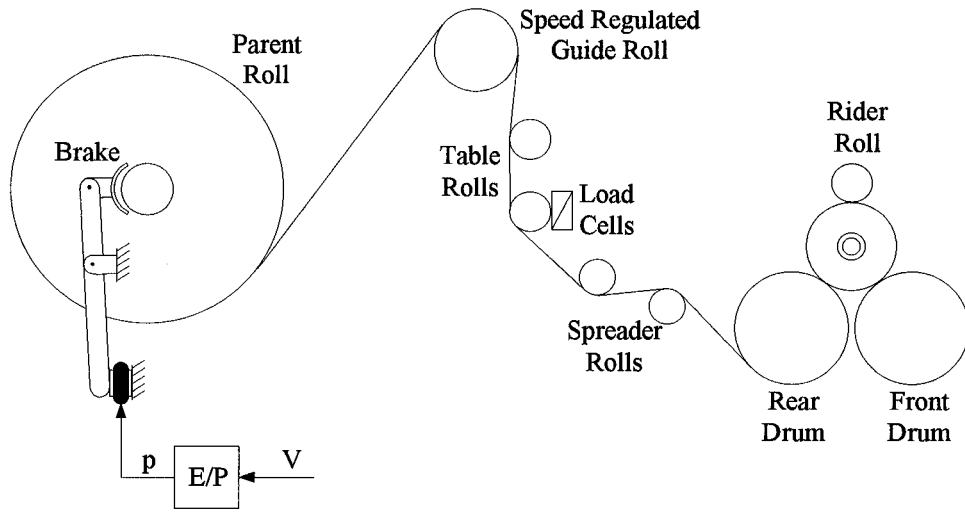 Parent
Roll
Speed Regulated
Guide Roll
Brake
Table
Rolls
Load
Cells
Rider
Roll
Spreader
Rolls
Rear
Drum
Front
Drum
p
E/P
V